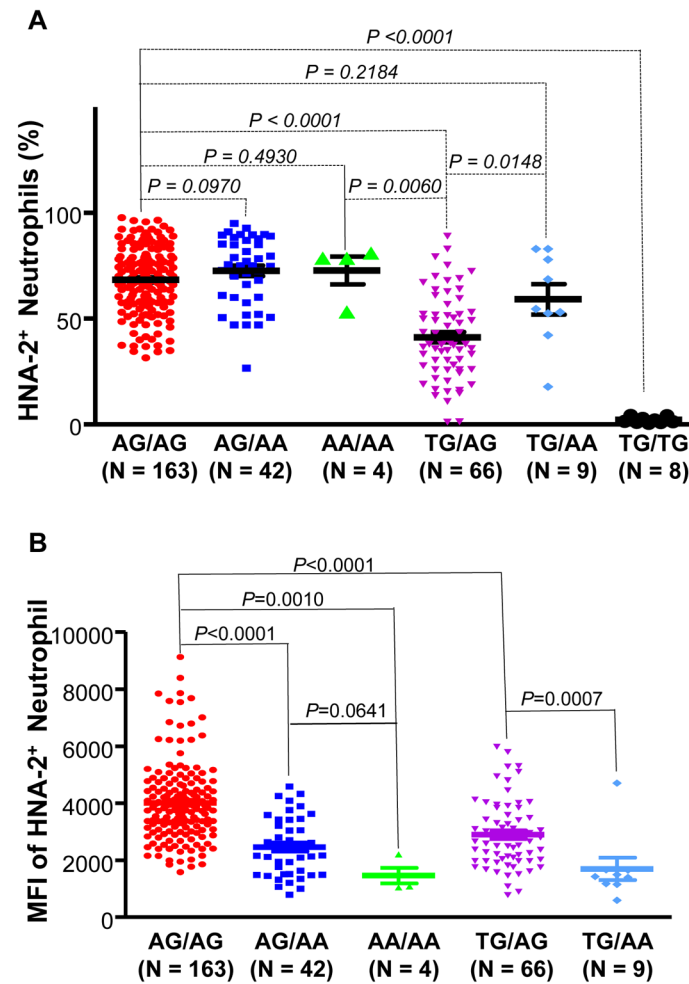 A
P <0.0001
P = 0.2184
P < 0.0001
P = 0.4930
P = 0.0148
P = 0.0970
P = 0.0060
HNA-2+ Neutrophils (%)
100
50
0
AG/AG AG/AA AA/AA TG/AG TG/AA TG/TG
(N = 163) (N = 42) (N = 4) (N = 66) (N = 9) (N = 8)
B
P<0.0001
P=0.0010
P<0.0001
P=0.0007
P=0.0641
MFI of HNA-2+ Neutrophil
10000
8000
6000
4000
2000
0
AG/AG AG/AA AA/AA TG/AG TG/AA
(N = 163) (N = 42) (N = 4) (N = 66) (N = 9)